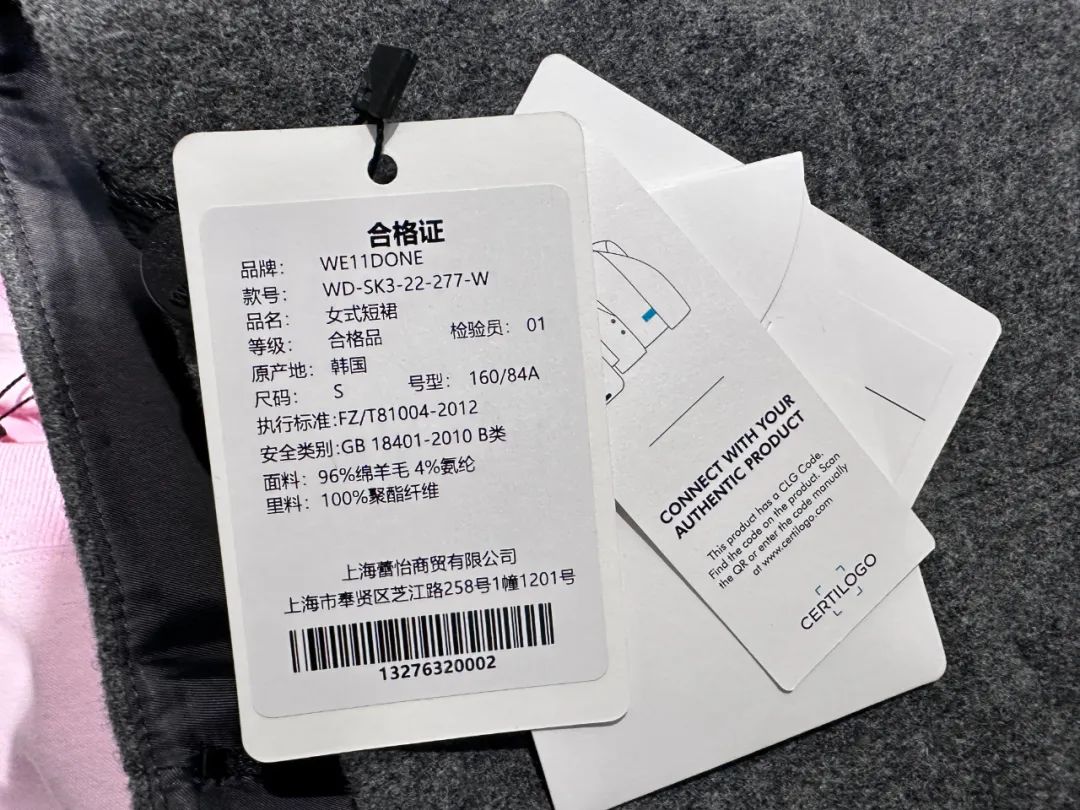 合格证
品牌： WE11DONE
款号： WD-SK3-22-277-W
品名： 女式短裙
等级： 合格品 检验员： 01
原产地： 韩国
尺码： S 号型： 160/84A
执行标准:FZ/T81004-2012
安全类别:GB 18401-2010 B类
面料： 96%绵羊毛 4%氨纶
里料： 100%聚酯纤维
上海蕾怡商贸有限公司
上海市奉贤区芝江路258号1幢1201号
13276320002
CONNECT WITH YOUR
AUTHENTIC PRODUCT
This product has a CLG Code.
Find the code on the product. Scan
the QR or enter the code manually
at www.certilogo.com
CERTILOGO